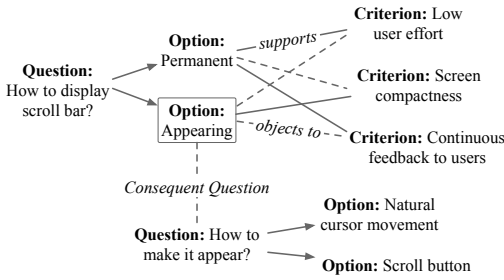 Question:
How to display
scroll bar?
Option:
Permanent
supports
Criterion: Low
user effort
Criterion: Screen
compactness
Option:
Appearing
objects to
Criterion: Continuous
feedback to users
Consequent Question
Question: How to
make it appear?
Option: Natural
cursor movement
Option: Scroll button